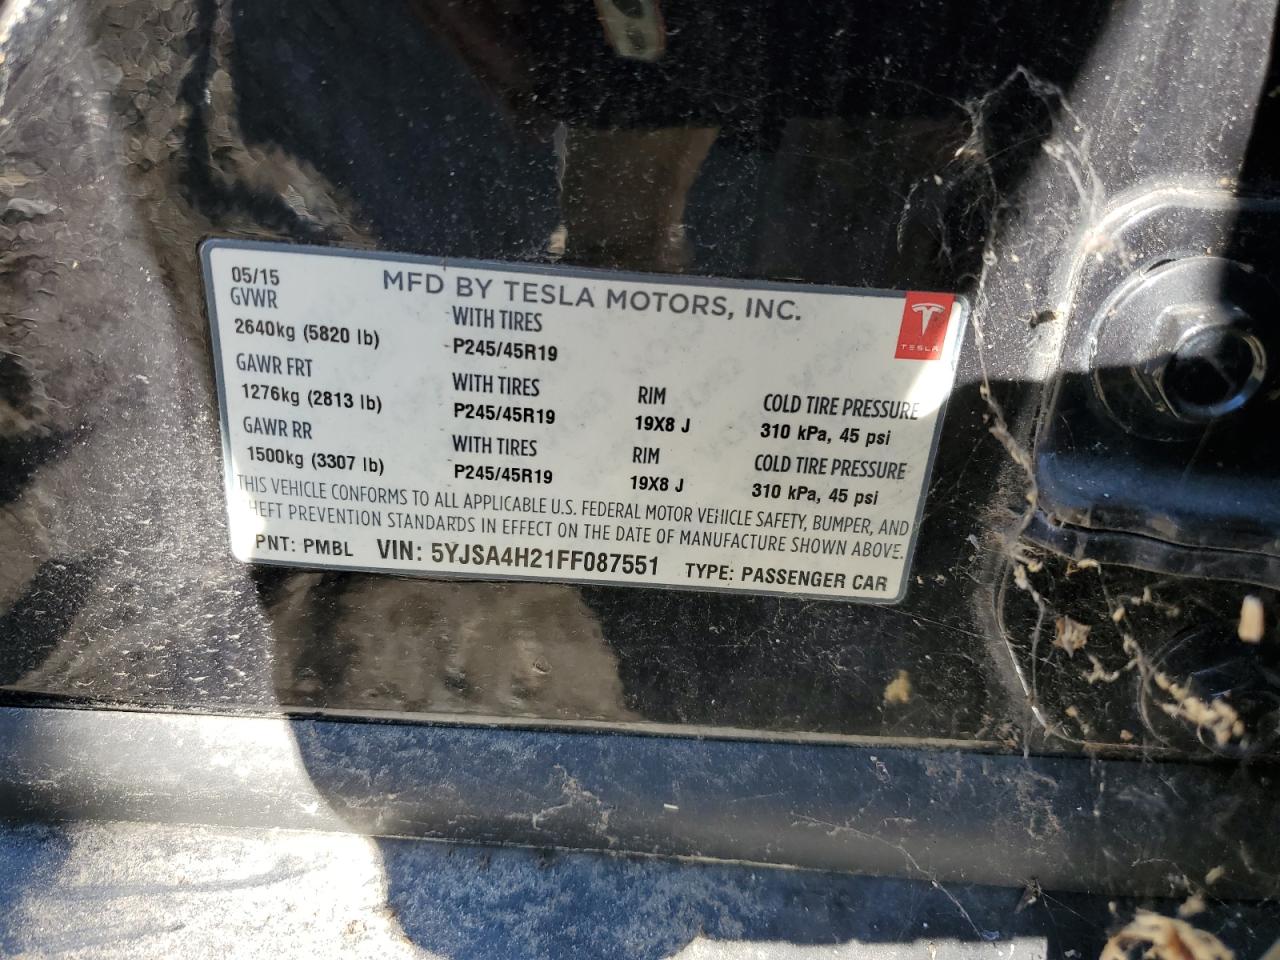 05/15
MFD BY TESLA MOTORS, INC.
TESLA
GVWR
2640kg (5820 lb)
WITH TIRES
P245/45R19
GAWR FRT
1276kg (2813 lb)
WITH TIRES
P245/45R19
RIM
19X8 J
COLD TIRE PRESSURE
310 kPa, 45 psi
GAWR RR
1500kg (3307 lb)
WITH TIRES
P245/45R19
RIM
19X8 J
COLD TIRE PRESSURE
310 kPa, 45 psi
THIS VEHICLE CONFORMS TO ALL APPLICABLE U.S. FEDERAL MOTOR VEHICLE SAFETY, BUMPER, AND
THEFT PREVENTION STANDARDS IN EFFECT ON THE DATE OF MANUFACTURE SHOWN ABOVE.
PNT: PMBL VIN: 5YJSA4H21FF087551 TYPE: PASSENGER CAR